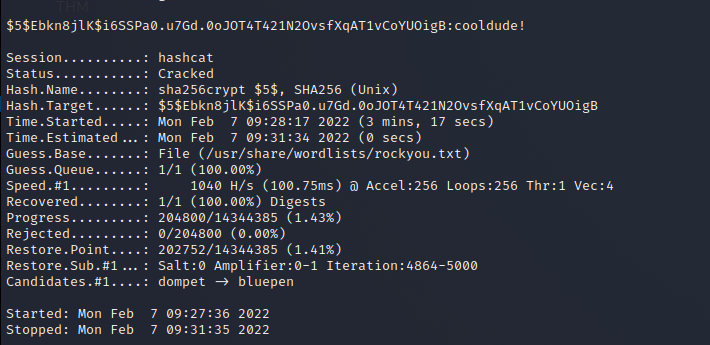 THM
$5$Ebkn8jlK$i6SSPa0.u7Gd.0oJOT4T421N2OvsfXqAT1vCoYUOigB:cooldude!
Session..........: hashcat
Status...........: Cracked
Hash.Name........: sha256crypt $5$, SHA256 (Unix)
Hash.Target......: $5$Ebkn8jlK$i6SSPa0.u7Gd.0oJOT4T421N2OvsfXqAT1vCoYUOigB
Time.Started.....: Mon Feb  7 09:28:17 2022 (3 mins, 17 secs)
Time.Estimated...: Mon Feb  7 09:31:34 2022 (0 secs)
Guess.Base.......: File (/usr/share/wordlists/rockyou.txt)
Guess.Queue......: 1/1 (100.00%)
Speed.#1.........:     1040 H/s (100.75ms) @ Accel:256 Loops:256 Thr:1 Vec:4
Recovered........: 1/1 (100.00%) Digests
Progress.........: 204800/14344385 (1.43%)
Rejected.........: 0/204800 (0.00%)
Restore.Point....: 202752/14344385 (1.41%)
Restore.Sub.#1...: Salt:0 Amplifier:0-1 Iteration:4864-5000
Candidates.#1....: dompet -> bluepen
Started: Mon Feb  7 09:27:36 2022
Stopped: Mon Feb  7 09:31:35 2022